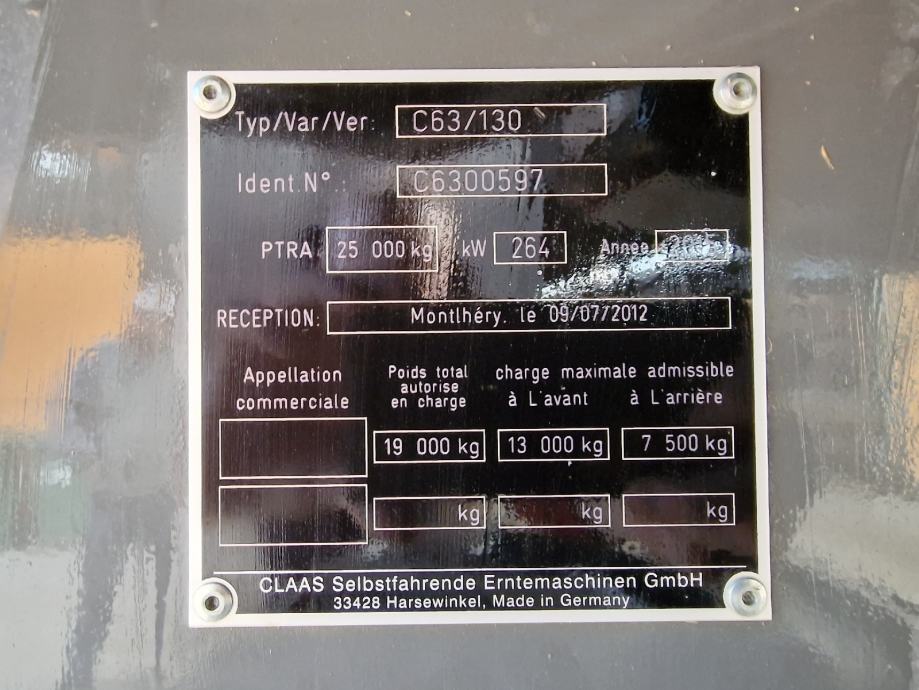 Typ/Var/Ver: C63/130
Ident.N°.: C6300597
PTRA 25 000 kg kW 264 Année
RECEPTION: Montlhéry, le 09/07/2012
Appellation commerciale
Poids total autorise en charge
charge maximale admissible
à L'avant à L'arrière
19 000 kg 13 000 kg 7 500 kg
kg kg kg
CLAAS Selbstfahrende Erntemaschinen GmbH
33428 Harsewinkel, Made in Germany